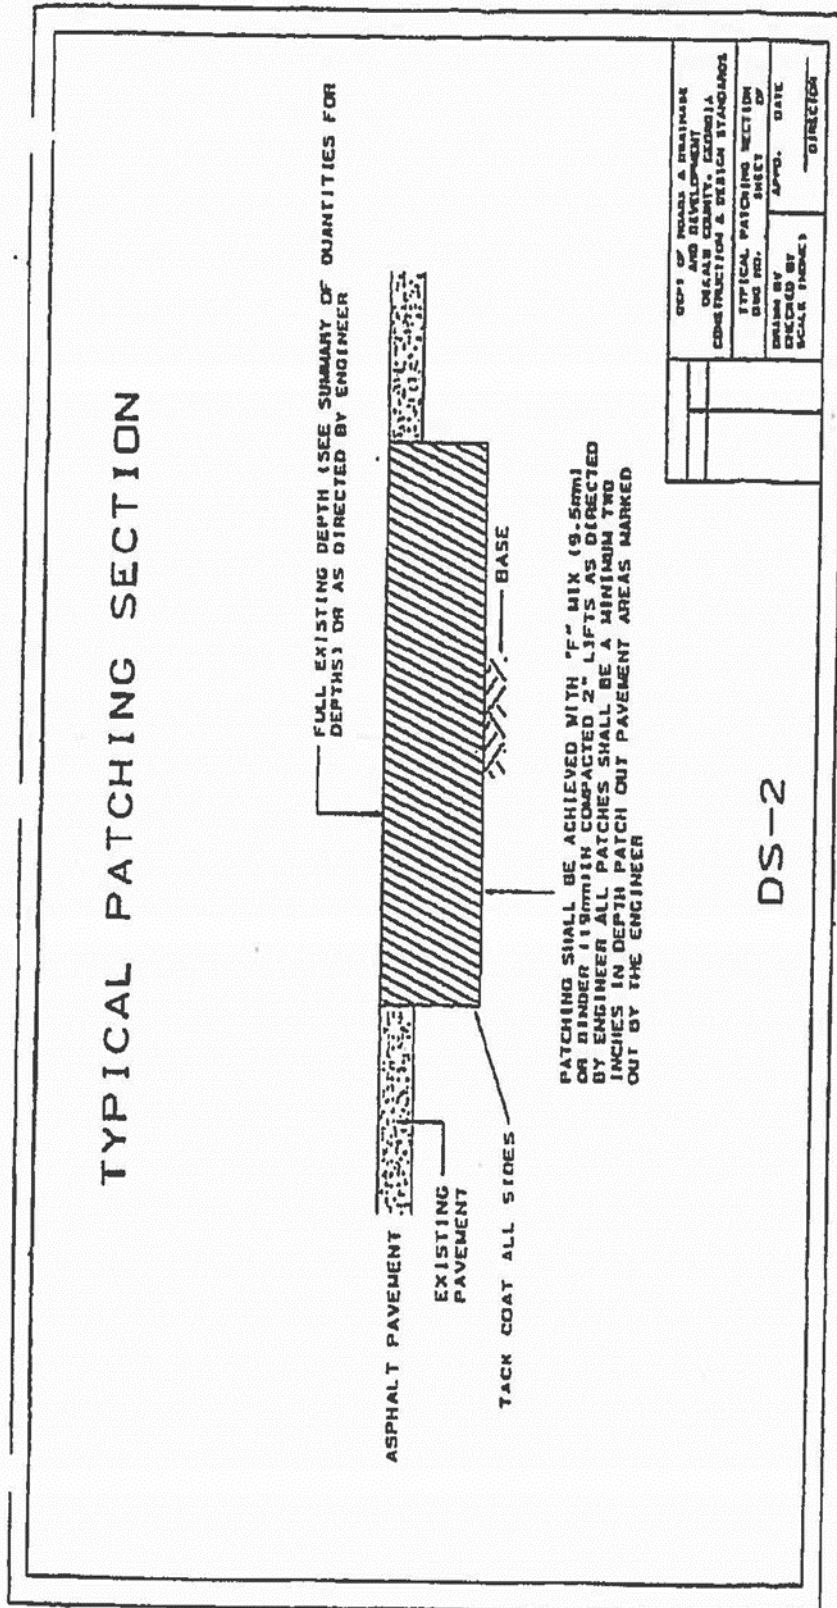 TYPICAL PATCHING SECTION
FULL EXISTING DEPTH (SEE SUMMARY OF QUANTITIES FOR
DEPTHS) OR AS DIRECTED BY ENGINEER
ASPHALT PAVEMENT
EXISTING
PAVEMENT
TACK COAT ALL SIDES
BASE
PATCHING SHALL BE ACHIEVED WITH "F" MIX (9.5mm)
OR BINDER (19mm) IN COMPACTED 2" LIFTS AS DIRECTED
BY ENGINEER ALL PATCHES SHALL BE A MINIMUM TWO
INCHES IN DEPTH PATCH OUT PAVEMENT AREAS MARKED
OUT BY THE ENGINEER
DS-2
DEPT OF ROADS & DRAINAGE
AND DEVELOPMENT
DEKALB COUNTY, GEORGIA
CONSTRUCTION & DESIGN STANDARDS
TYPICAL PATCHING SECTION
DWG NO. SHEET OF
DRAWN BY
CHECKED BY
SCALE
APPD. DATE
DIRECTOR